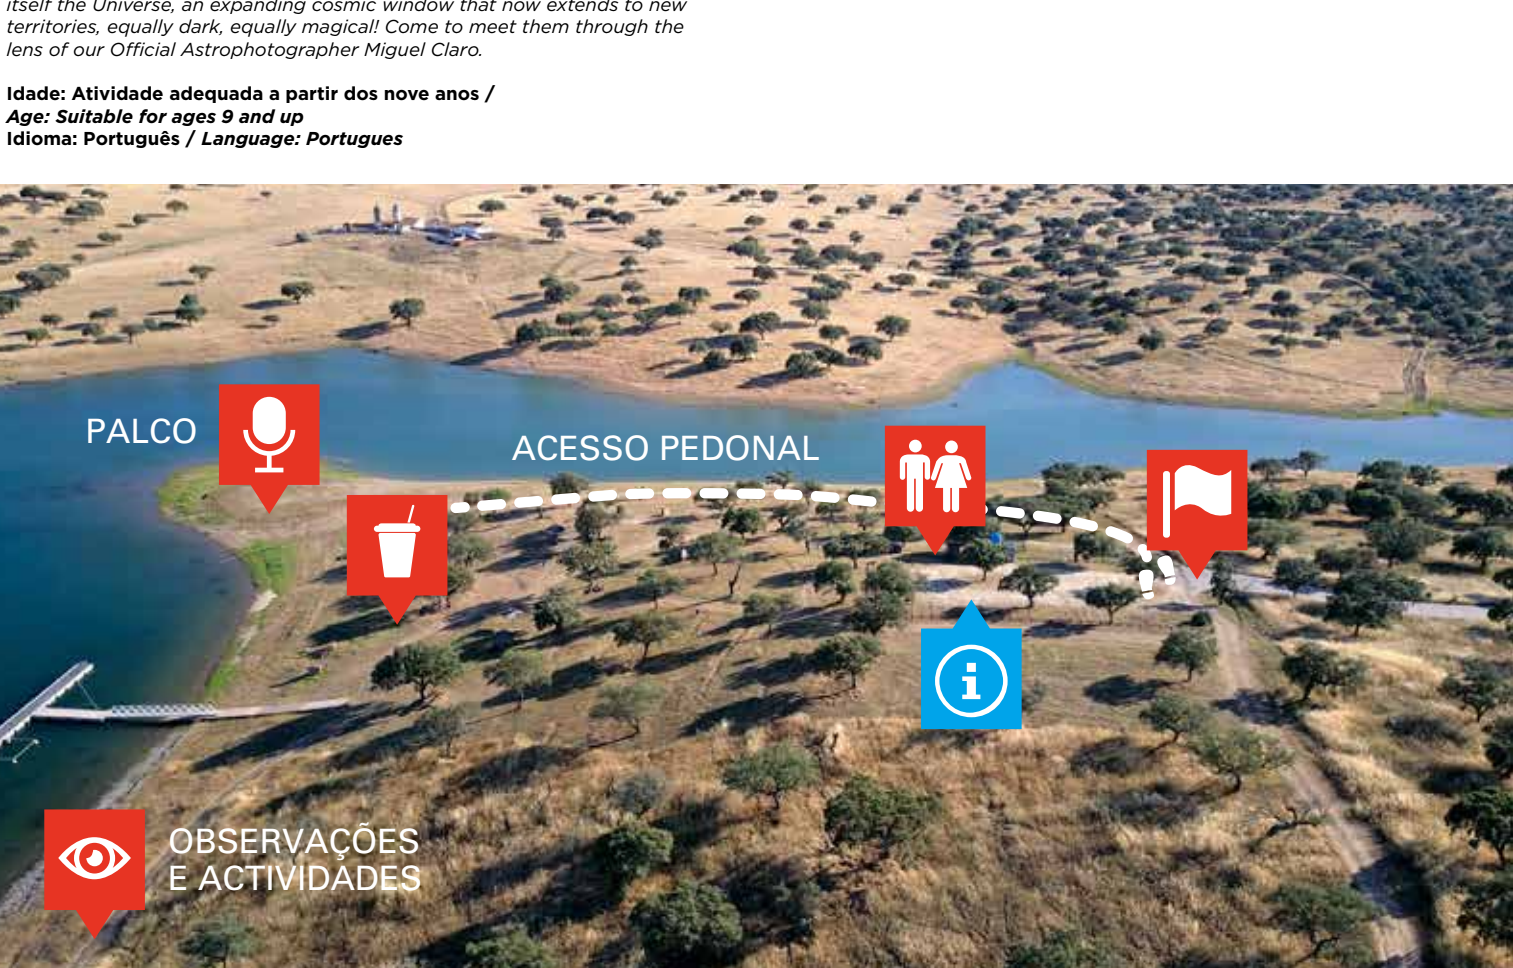 itself the Universe, an expanding cosmic window that now extends to new
territories, equally dark, equally magical! Come to meet them through the
lens of our Official Astrophotographer Miguel Claro.
Idade: Atividade adequada a partir dos nove anos /
Age: Suitable for ages 9 and up
Idioma: Português / Language: Portugues
PALCO
ACESSO PEDONAL
i
OBSERVAÇÕES
E ACTIVIDADES